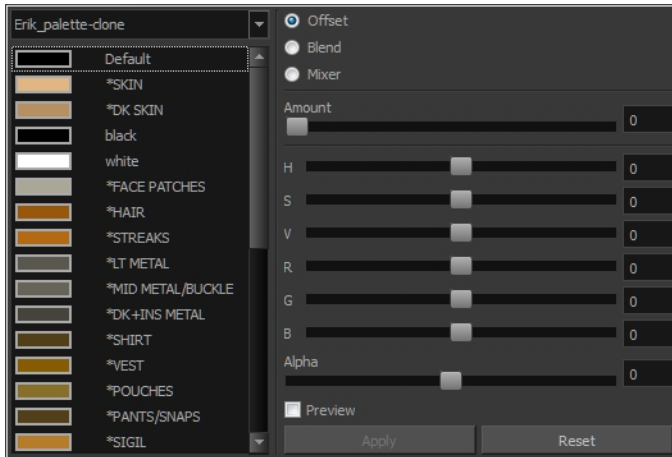 Erik_palette-clone
Default
*SKIN
*DK SKIN
black
white
*FACE PATCHES
*HAIR
*STREAKS
*LT METAL
*MID METAL/BUCKLE
*DK+INS METAL
*SHIRT
*VEST
*POUCHES
*PANTS/SNAPS
*SIGIL
Offset
Blend
Mixer
Amount
0
H 0
S 0
V 0
R 0
G 0
B 0
Alpha
0
Preview
Apply Reset